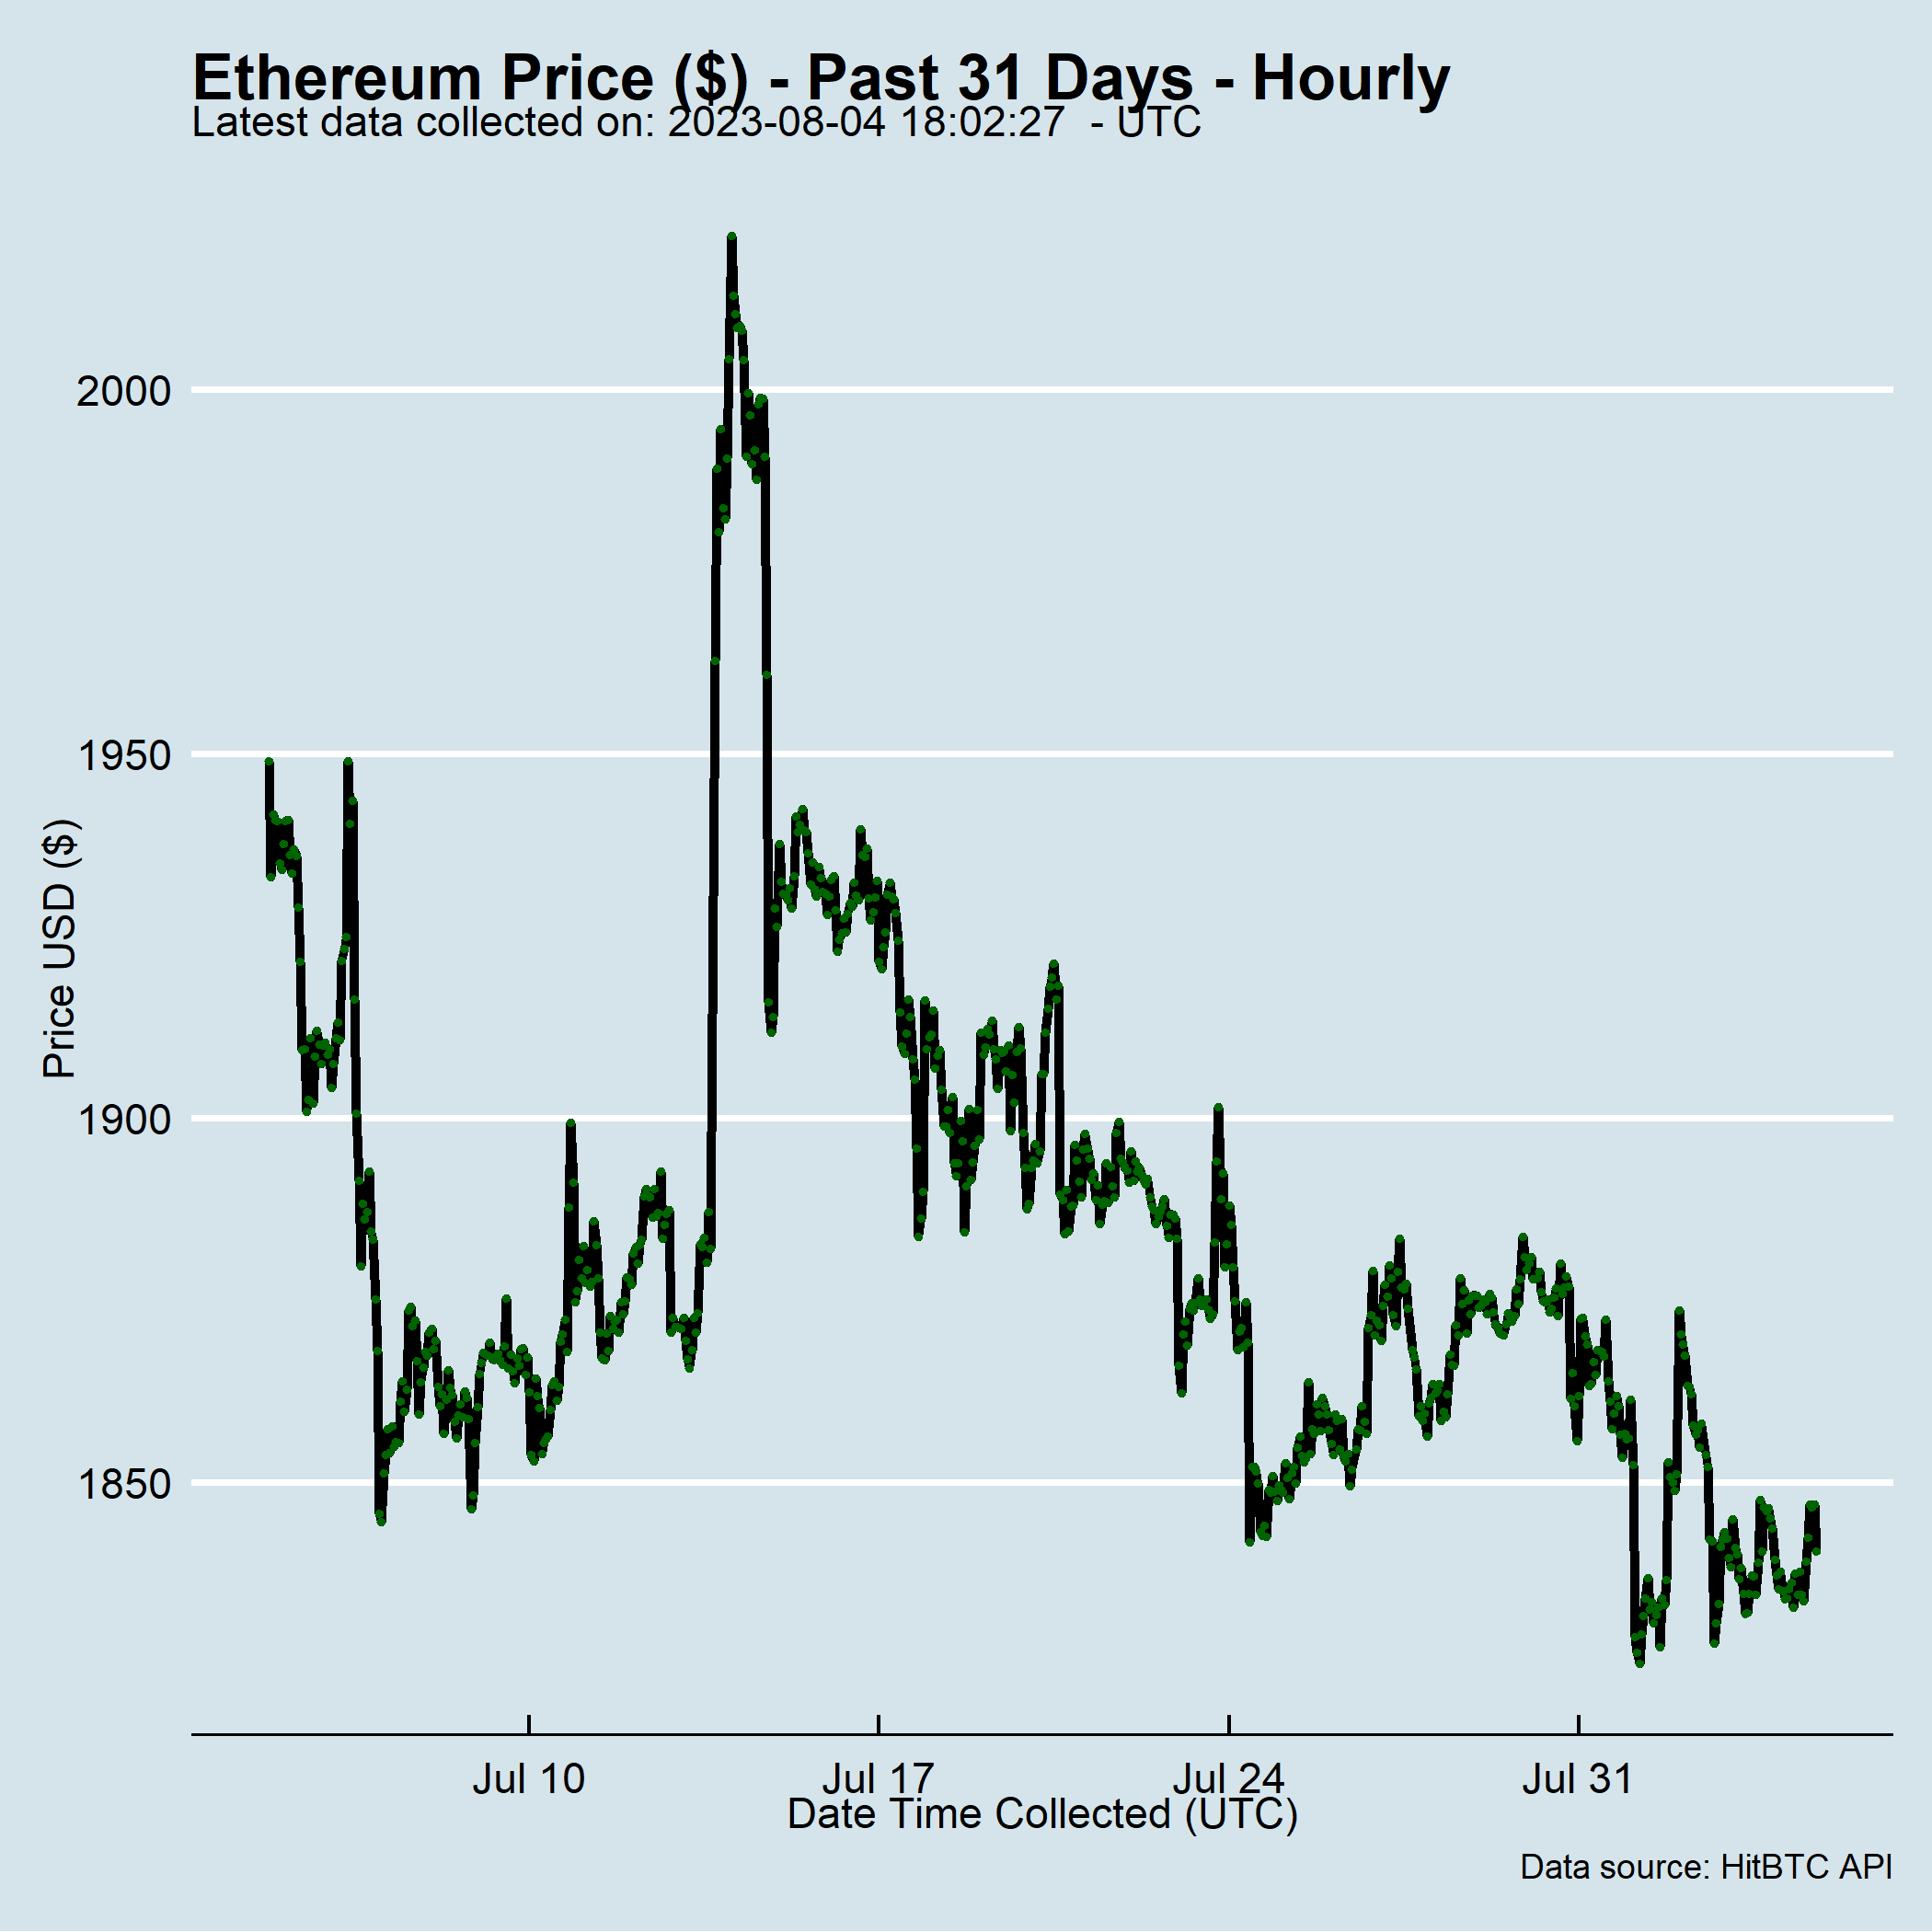 Ethereum Price ($) - Past 31 Days - Hourly
Latest data collected on: 2023-08-04 18:02:27  - UTC
Price USD ($)
2000
1950
1900
1850
Jul 10 Jul 17 Jul 24 Jul 31
Date Time Collected (UTC)
Data source: HitBTC API